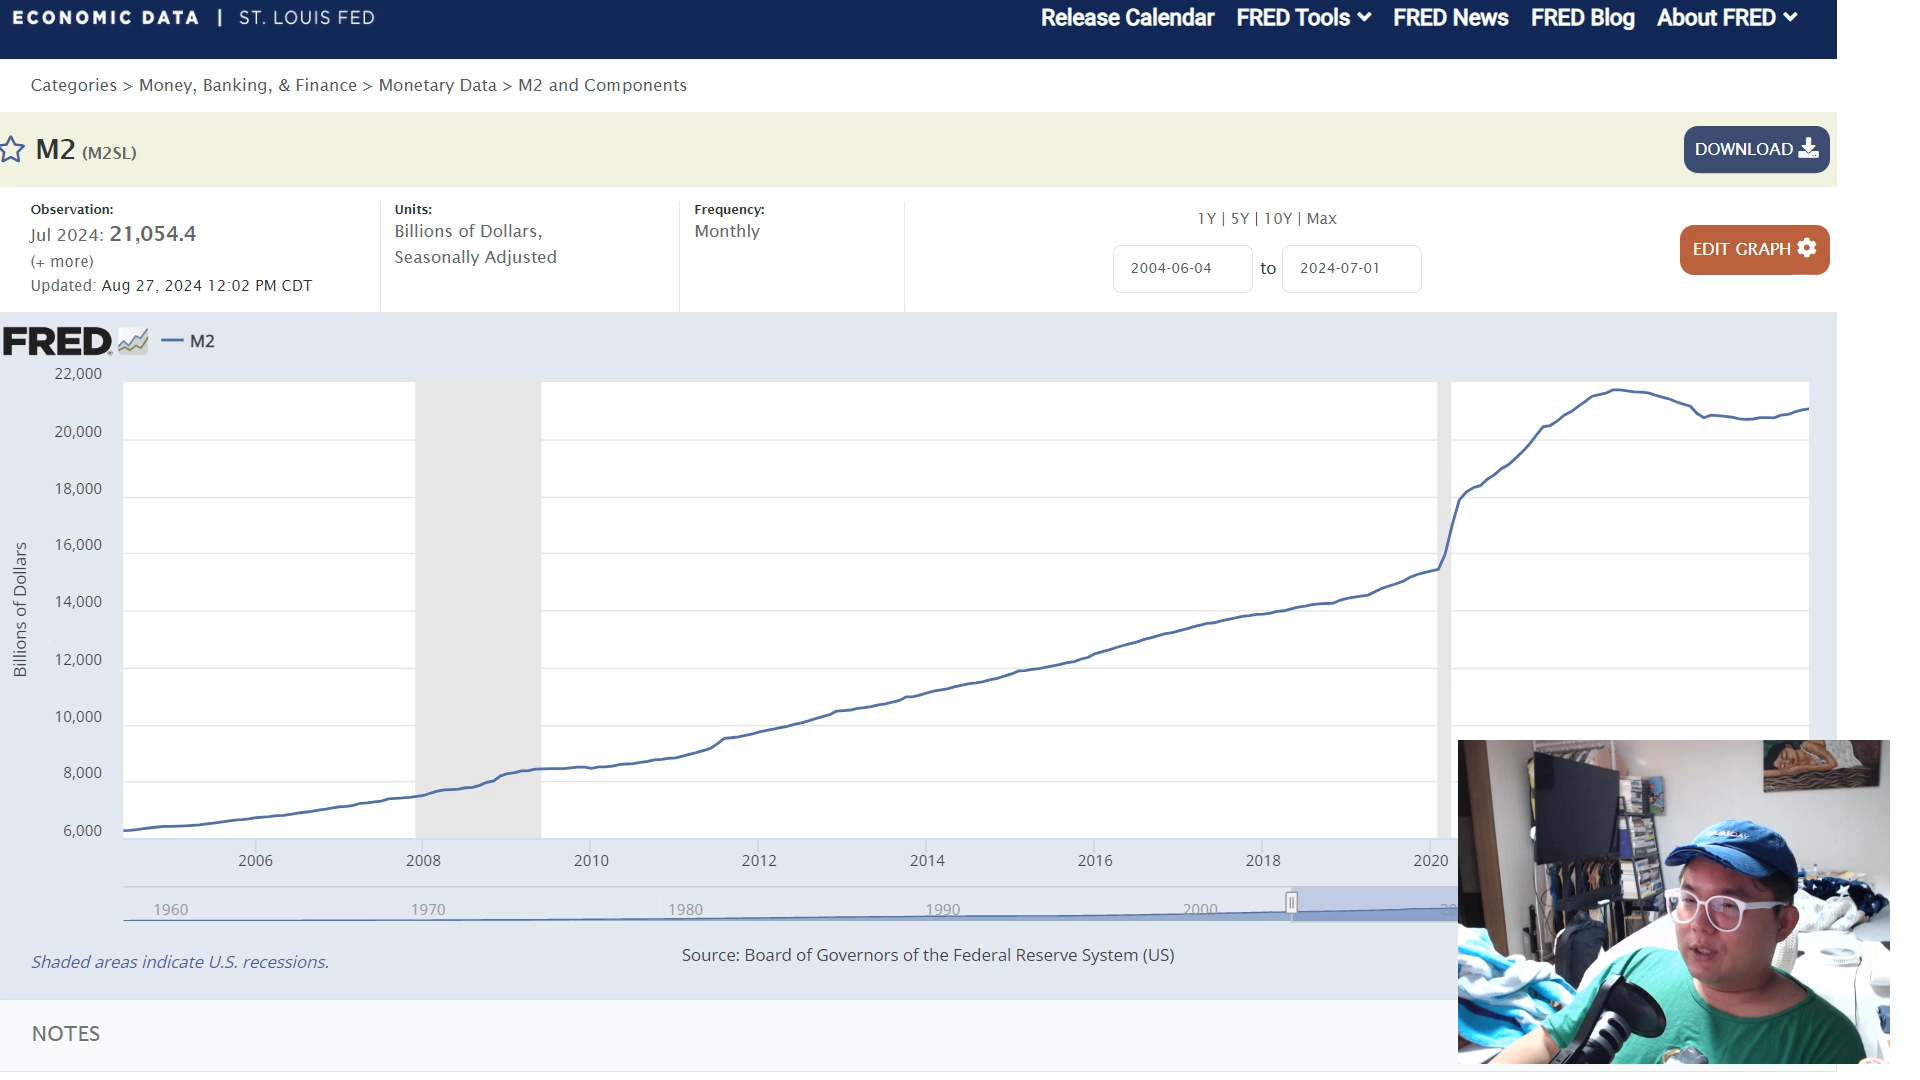 ECONOMIC DATA | ST. LOUIS FED
Release Calendar FRED Tools FRED News FRED Blog About FRED
Categories > Money, Banking, & Finance > Monetary Data > M2 and Components
M2 (M2SL)
DOWNLOAD
Observation:
Jul 2024: 21,054.4
(+ more)
Updated: Aug 27, 2024 12:02 PM CDT
Units:
Billions of Dollars,
Seasonally Adjusted
Frequency:
Monthly
1Y | 5Y | 10Y | Max
2004-06-04 to 2024-07-01
EDIT GRAPH
FRED M2
22,000
20,000
18,000
16,000
14,000
12,000
10,000
8,000
6,000
Billions of Dollars
2006 2008 2010 2012 2014 2016 2018 2020
1960 1970 1980 1990 2000
Source: Board of Governors of the Federal Reserve System (US)
Shaded areas indicate U.S. recessions.
NOTES